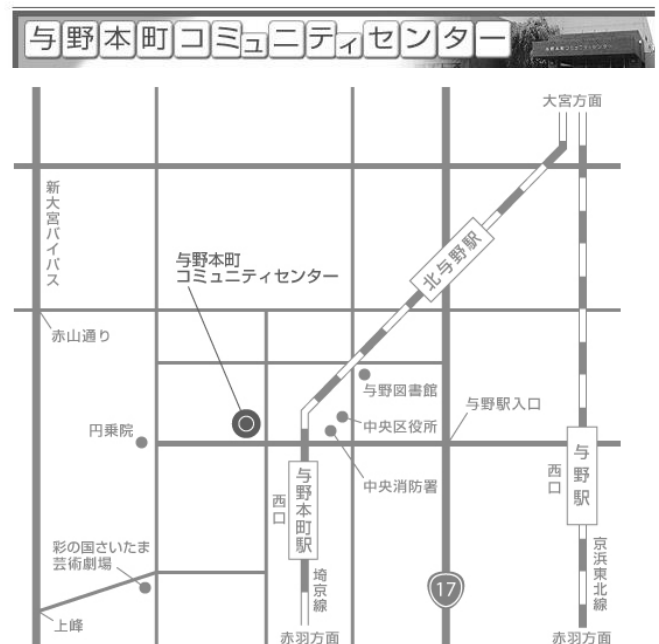 与野本町コミュニティセンター
大宮方面
新大宮バイパス
北与野駅
与野本町
コミュニティセンター
赤山通り
与野図書館
与野駅入口
中央区役所
円乗院
与野駅
西口
中央消防署
与野本町駅
西口
彩の国さいたま
芸術劇場
京浜東北線
埼京線
17
上峰
赤羽方面
赤羽方面